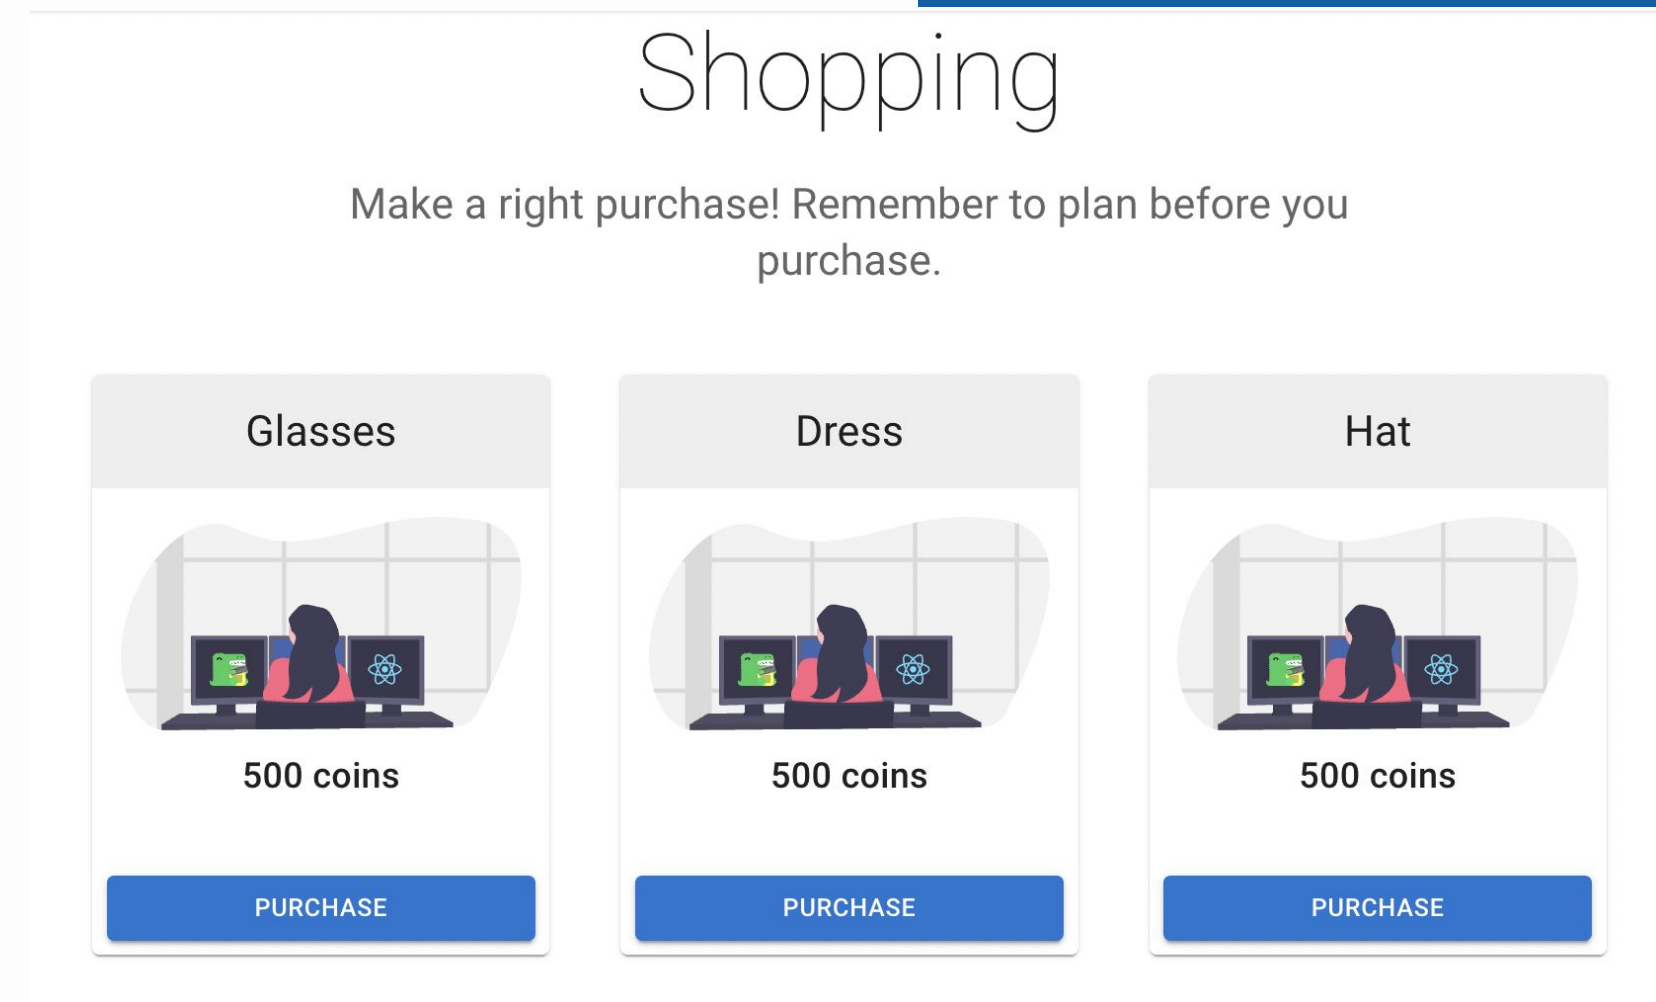 Shopping
Make a right purchase! Remember to plan before you
purchase.
Glasses
Dress
Hat
500 coins
500 coins
500 coins
PURCHASE
PURCHASE
PURCHASE